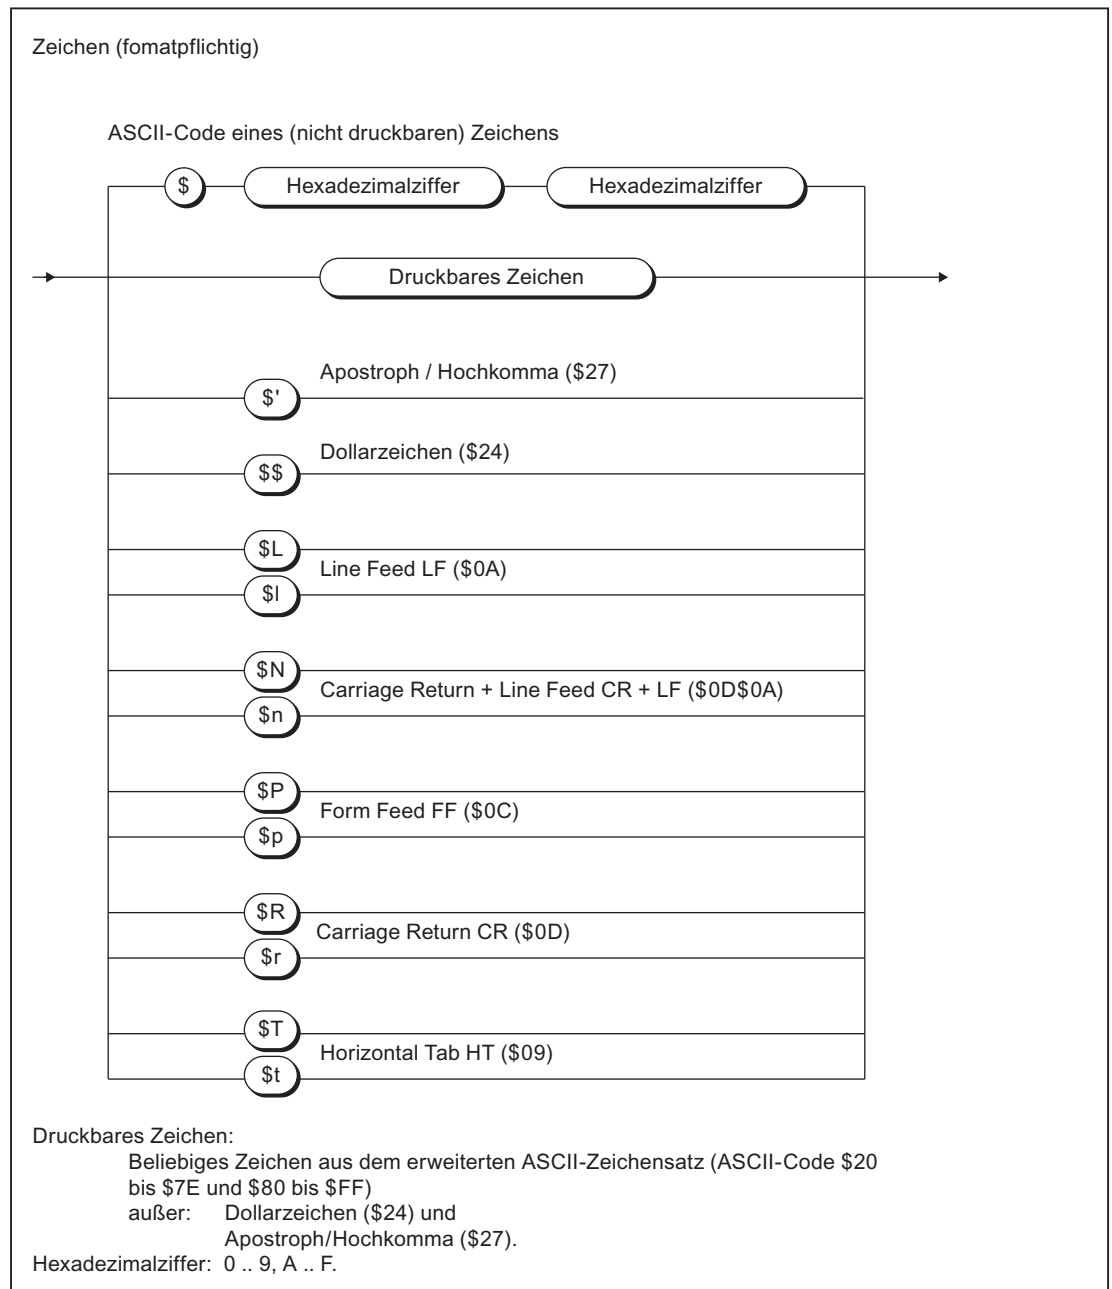 Zeichen (fomatpflichtig)
ASCII-Code eines (nicht druckbaren) Zeichens
$ Hexadezimalziffer Hexadezimalziffer
Druckbares Zeichen
Apostroph / Hochkomma ($27)
$'
Dollarzeichen ($24)
$$
$L
Line Feed LF ($0A)
$l
$N
Carriage Return + Line Feed CR + LF ($0D$0A)
$n
$P
Form Feed FF ($0C)
$p
$R
Carriage Return CR ($0D)
$r
$T
Horizontal Tab HT ($09)
$t
Druckbares Zeichen:
Beliebiges Zeichen aus dem erweiterten ASCII-Zeichensatz (ASCII-Code $20
bis $7E und $80 bis $FF)
außer: Dollarzeichen ($24) und
Apostroph/Hochkomma ($27).
Hexadezimalziffer: 0 .. 9, A .. F.